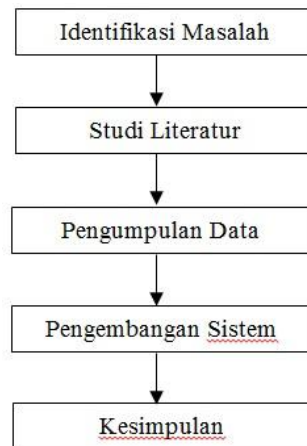 Identifikasi Masalah
Studi Literatur
Pengumpulan Data
Pengembangan Sistem
Kesimpulan